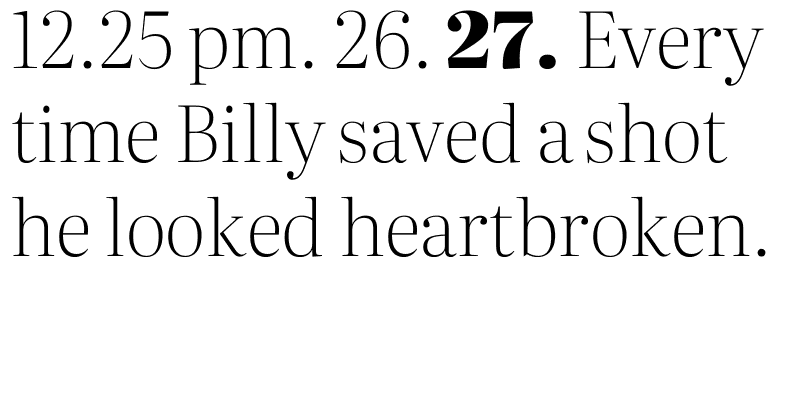 12.25 pm. 26. 27. Every
time Billy saved a shot
he looked heartbroken.